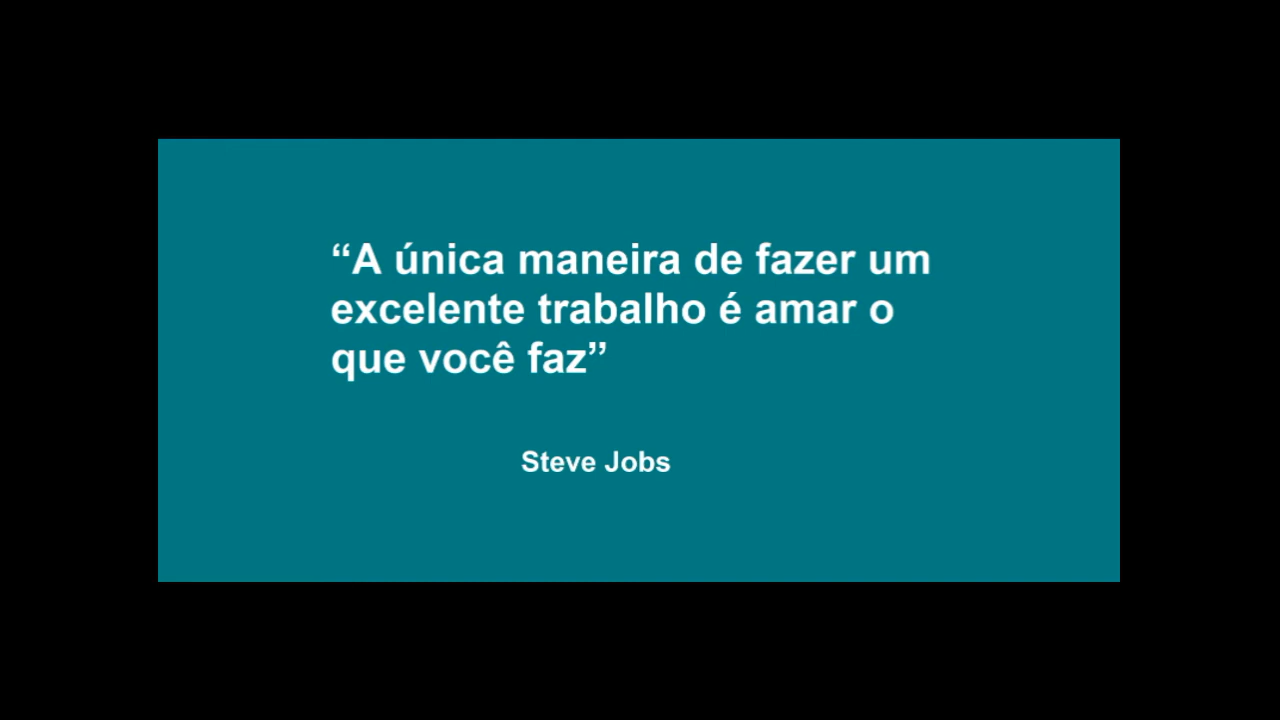 “A única maneira de fazer um
excelente trabalho é amar o
que você faz”
Steve Jobs